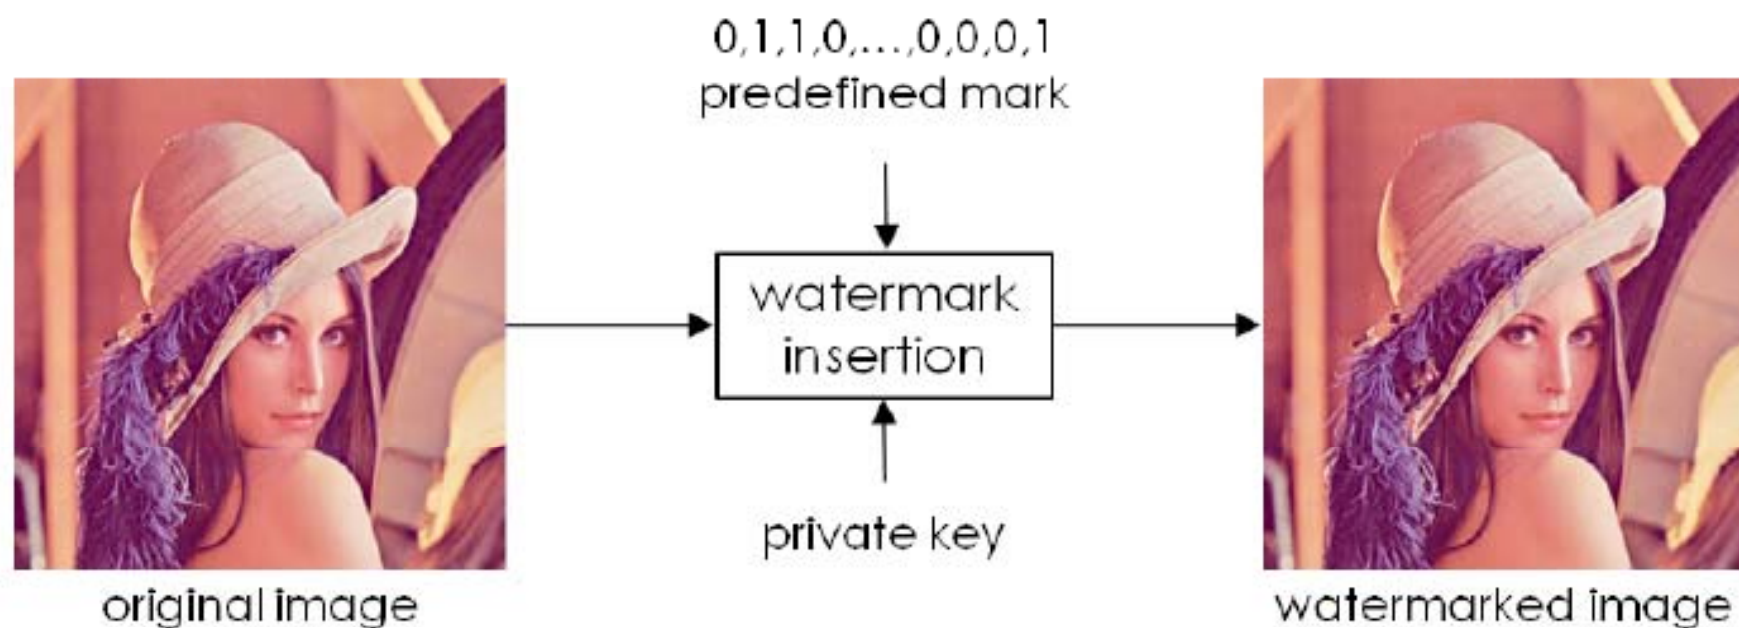 0,1,1,0,...,0,0,0,1
predefined mark
watermark
insertion
private key
original image
watermarked image